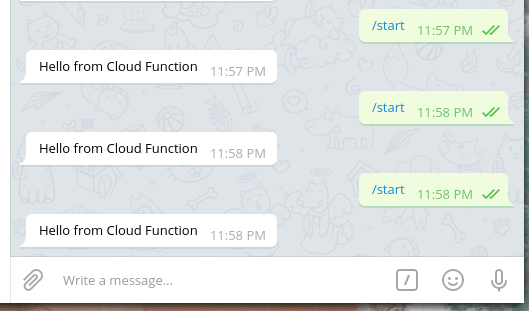 /start 11:57 PM
Hello from Cloud Function 11:57 PM
/start 11:58 PM
Hello from Cloud Function 11:58 PM
/start 11:58 PM
Hello from Cloud Function 11:58 PM
Write a message...